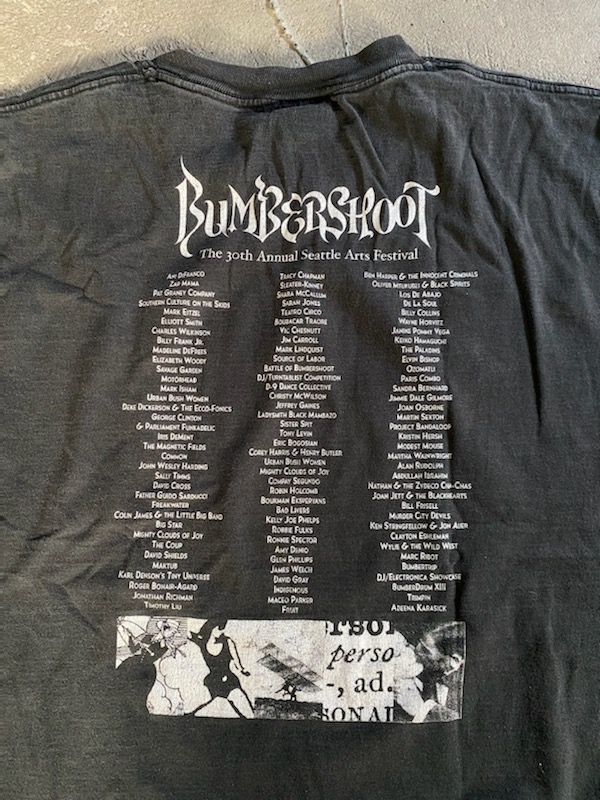 BUMBERSHOOT
The 30th Annual Seattle Arts Festival
Ani DiFranco
Zap Mama
Pat Graney Company
Southern Culture on the Skids
Mark Eitzel
Elliott Smith
Charles Wilkinson
Billy Frank Jr.
Madeline DeFrees
Elizabeth Woody
Savage Garden
Motörhead
Mark Isham
Urban Bush Women
Deke Dickerson & the Ecco-Fonics
George Clinton
& Parliament Funkadelic
Iris DeMent
The Magnetic Fields
Common
John Wesley Harding
Sally Timms
David Cross
Father Guido Sarducci
Freakwater
Colin James & the Little Big Band
Big Star
Mighty Clouds of Joy
The Coup
David Shields
Maktub
Karl Denson's Tiny Universe
Roger Bonair-Agard
Jonathan Richman
Timothy Liu
Tracy Chapman
Sleater-Kinney
Shara McCallum
Sarah Jones
Teatro Circo
Boubacar Traore
Vic Chesnutt
Jim Carroll
Mark Lindquist
Source of Labor
Battle of Bumbershoot
DJ/Turntablist Competition
D-9 Dance Collective
Christy McWilson
Jeffrey Gaines
Ladysmith Black Mambazo
Sister Spit
Tony Levin
Eric Bogosian
Corey Harris & Henry Butler
Urban Bush Women
Mighty Clouds of Joy
Compay Segundo
Robin Holcomb
Boukman Eksperyans
Bad Livers
Kelly Joe Phelps
Robbie Fulks
Ronnie Spector
Amy Denio
Glen Phillips
James Welch
David Gray
Indigenous
Maceo Parker
Fruit
Ben Harper & the Innocent Criminals
Oliver Mtukudzi & Black Spirits
Los De Abajo
De La Soul
Billy Collins
Wayne Horvitz
Janine Pommy Vega
Keiko Hamaguchi
The Paladins
Elvin Bishop
Ozomatli
Paris Combo
Sandra Bernhard
Jimmie Dale Gilmore
Joan Osborne
Martin Sexton
Project Bandaloop
Kristin Hersh
Modest Mouse
Martha Wainwright
Alan Rudolph
Abdullah Ibrahim
Nathan & the Zydeco Cha-Chas
Joan Jett & the Blackhearts
Bill Frisell
Murder City Devils
Ken Stringfellow & Jon Auer
Clayton Eshleman
Wylie & the Wild West
Marc Ribot
Bumbertrip
DJ/Electronica Showcase
BumberDrum XIII
Trimpin
Adeena Karasick
perso
-, ad.
SONAL